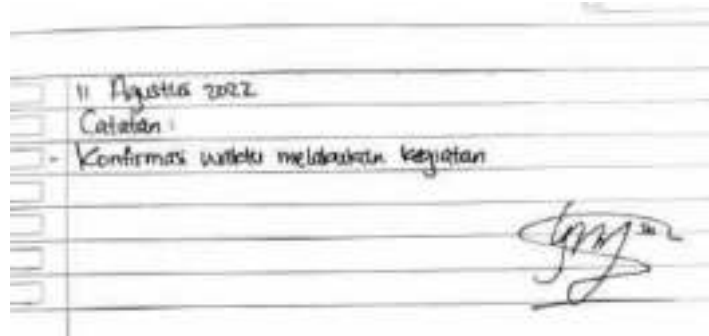 11 Agustus 2022
Catatan :
- Konfirmasi waktu melakukan kegiatan